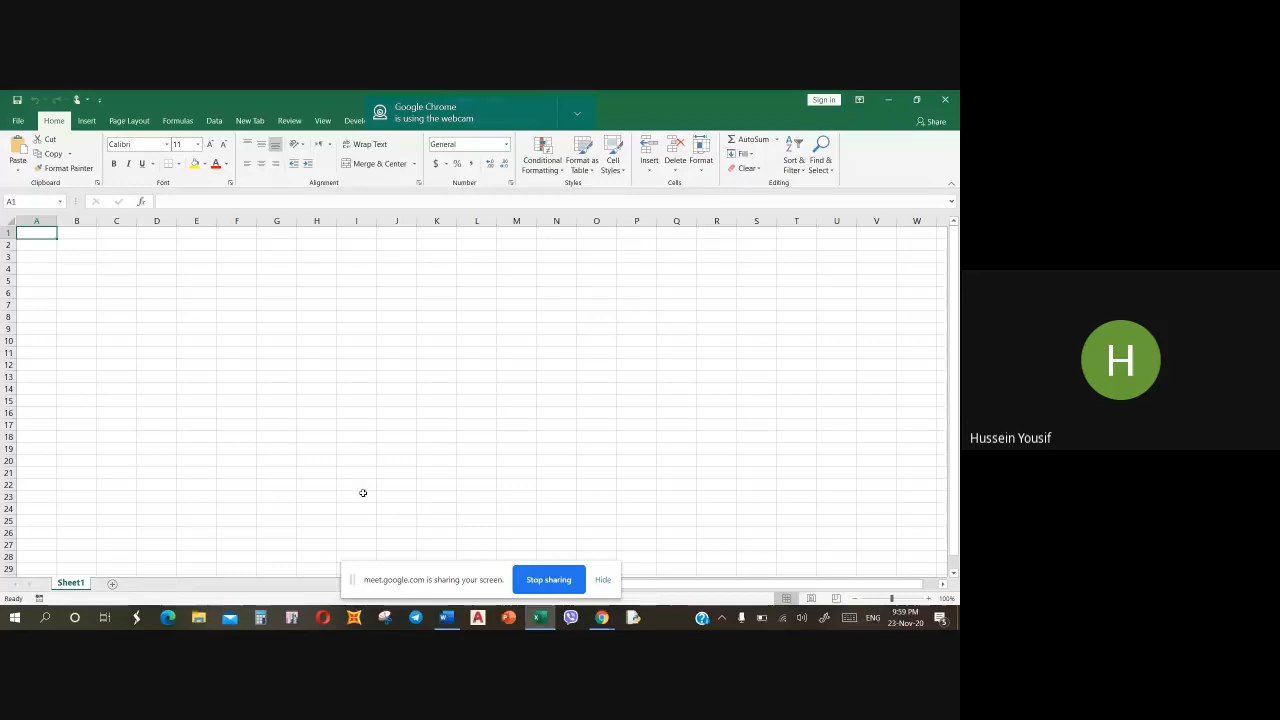 Google Chrome
is using the webcam
Sign in
File Home Insert Page Layout Formulas Data New Tab Review View Devel
Share
Paste
Cut
Copy
Format Painter
Clipboard
Calibri 11
B I U
Font
Wrap Text
Merge & Center
Alignment
General
$ %
Number
Conditional
Formatting
Format as
Table
Cell
Styles
Styles
Insert
Delete
Format
Cells
AutoSum
Fill
Clear
Sort &
Filter
Find &
Select
Editing
A1
fx
A B C D E F G H I J K L M N O P Q R S T U V W
1
2
3
4
5
6
7
8
9
10
11
12
13
14
15
16
17
18
19
20
21
22
23
24
25
26
27
28
29
H
Hussein Yousif
meet.google.com is sharing your screen.
Stop sharing
Hide
Sheet1
Ready
100%
ENG
9:59 PM
23-Nov-20
5